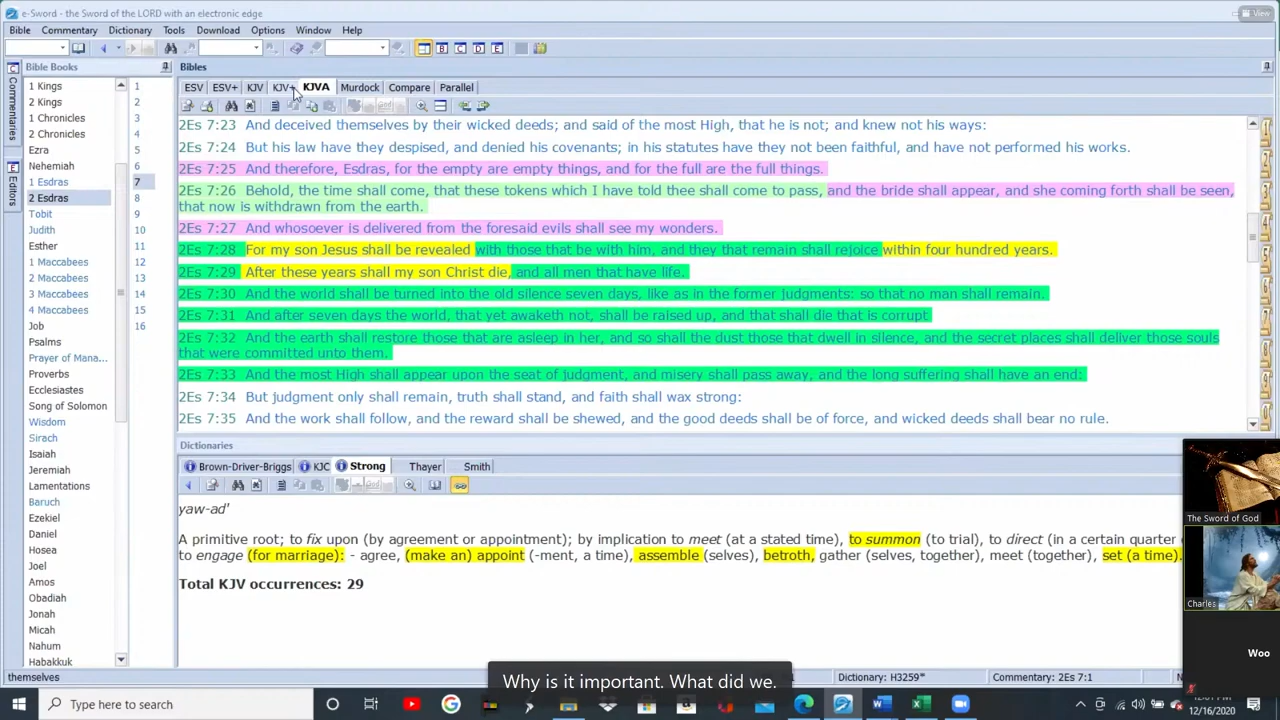 e-Sword - the Sword of the LORD with an electronic edge
View
Bible Commentary Dictionary Tools Download Options Window Help
B C D E
Bible Books
Bibles
Commentaries
Editors
1 Kings
2 Kings
1 Chronicles
2 Chronicles
Ezra
Nehemiah
1 Esdras
2 Esdras
Tobit
Judith
Esther
1 Maccabees
2 Maccabees
3 Maccabees
4 Maccabees
Job
Psalms
Prayer of Mana...
Proverbs
Ecclesiastes
Song of Solomon
Wisdom
Sirach
Isaiah
Jeremiah
Lamentations
Baruch
Ezekiel
Daniel
Hosea
Joel
Amos
Obadiah
Jonah
Micah
Nahum
Habakkuk
1
2
3
4
5
6
7
8
9
10
11
12
13
14
15
16
ESV ESV+ KJV KJV+ KJVA Murdock Compare Parallel
2Es 7:23 And deceived themselves by their wicked deeds; and said of the most High, that he is not; and knew not his ways:
2Es 7:24 But his law have they despised, and denied his covenants; in his statutes have they not been faithful, and have not performed his works.
2Es 7:25 And therefore, Esdras, for the empty are empty things, and for the full are the full things.
2Es 7:26 Behold, the time shall come, that these tokens which I have told thee shall come to pass, and the bride shall appear, and she coming forth shall be seen,
that now is withdrawn from the earth.
2Es 7:27 And whosoever is delivered from the foresaid evils shall see my wonders.
2Es 7:28 For my son Jesus shall be revealed with those that be with him, and they that remain shall rejoice within four hundred years.
2Es 7:29 After these years shall my son Christ die, and all men that have life.
2Es 7:30 And the world shall be turned into the old silence seven days, like as in the former judgments: so that no man shall remain.
2Es 7:31 And after seven days the world, that yet awaketh not, shall be raised up, and that shall die that is corrupt
2Es 7:32 And the earth shall restore those that are asleep in her, and so shall the dust those that dwell in silence, and the secret places shall deliver those souls
that were committed unto them.
2Es 7:33 And the most High shall appear upon the seat of judgment, and misery shall pass away, and the long suffering shall have an end:
2Es 7:34 But judgment only shall remain, truth shall stand, and faith shall wax strong:
2Es 7:35 And the work shall follow, and the reward shall be shewed, and the good deeds shall be of force, and wicked deeds shall bear no rule.
Dictionaries
Brown-Driver-Briggs KJC Strong Thayer Smith
yaw-ad'
A primitive root; to fix upon (by agreement or appointment); by implication to meet (at a stated time), to summon (to trial), to direct (in a certain quarter
to engage (for marriage): - agree, (make an) appoint (-ment, a time), assemble (selves), betroth, gather (selves, together), meet (together), set (a time).
Total KJV occurrences: 29
The Sword of God
Charles
Woo
themselves
Dictionary: H3259
Commentary: 2Es 7:1
Why is it important. What did we.
Type here to search
12/16/2020